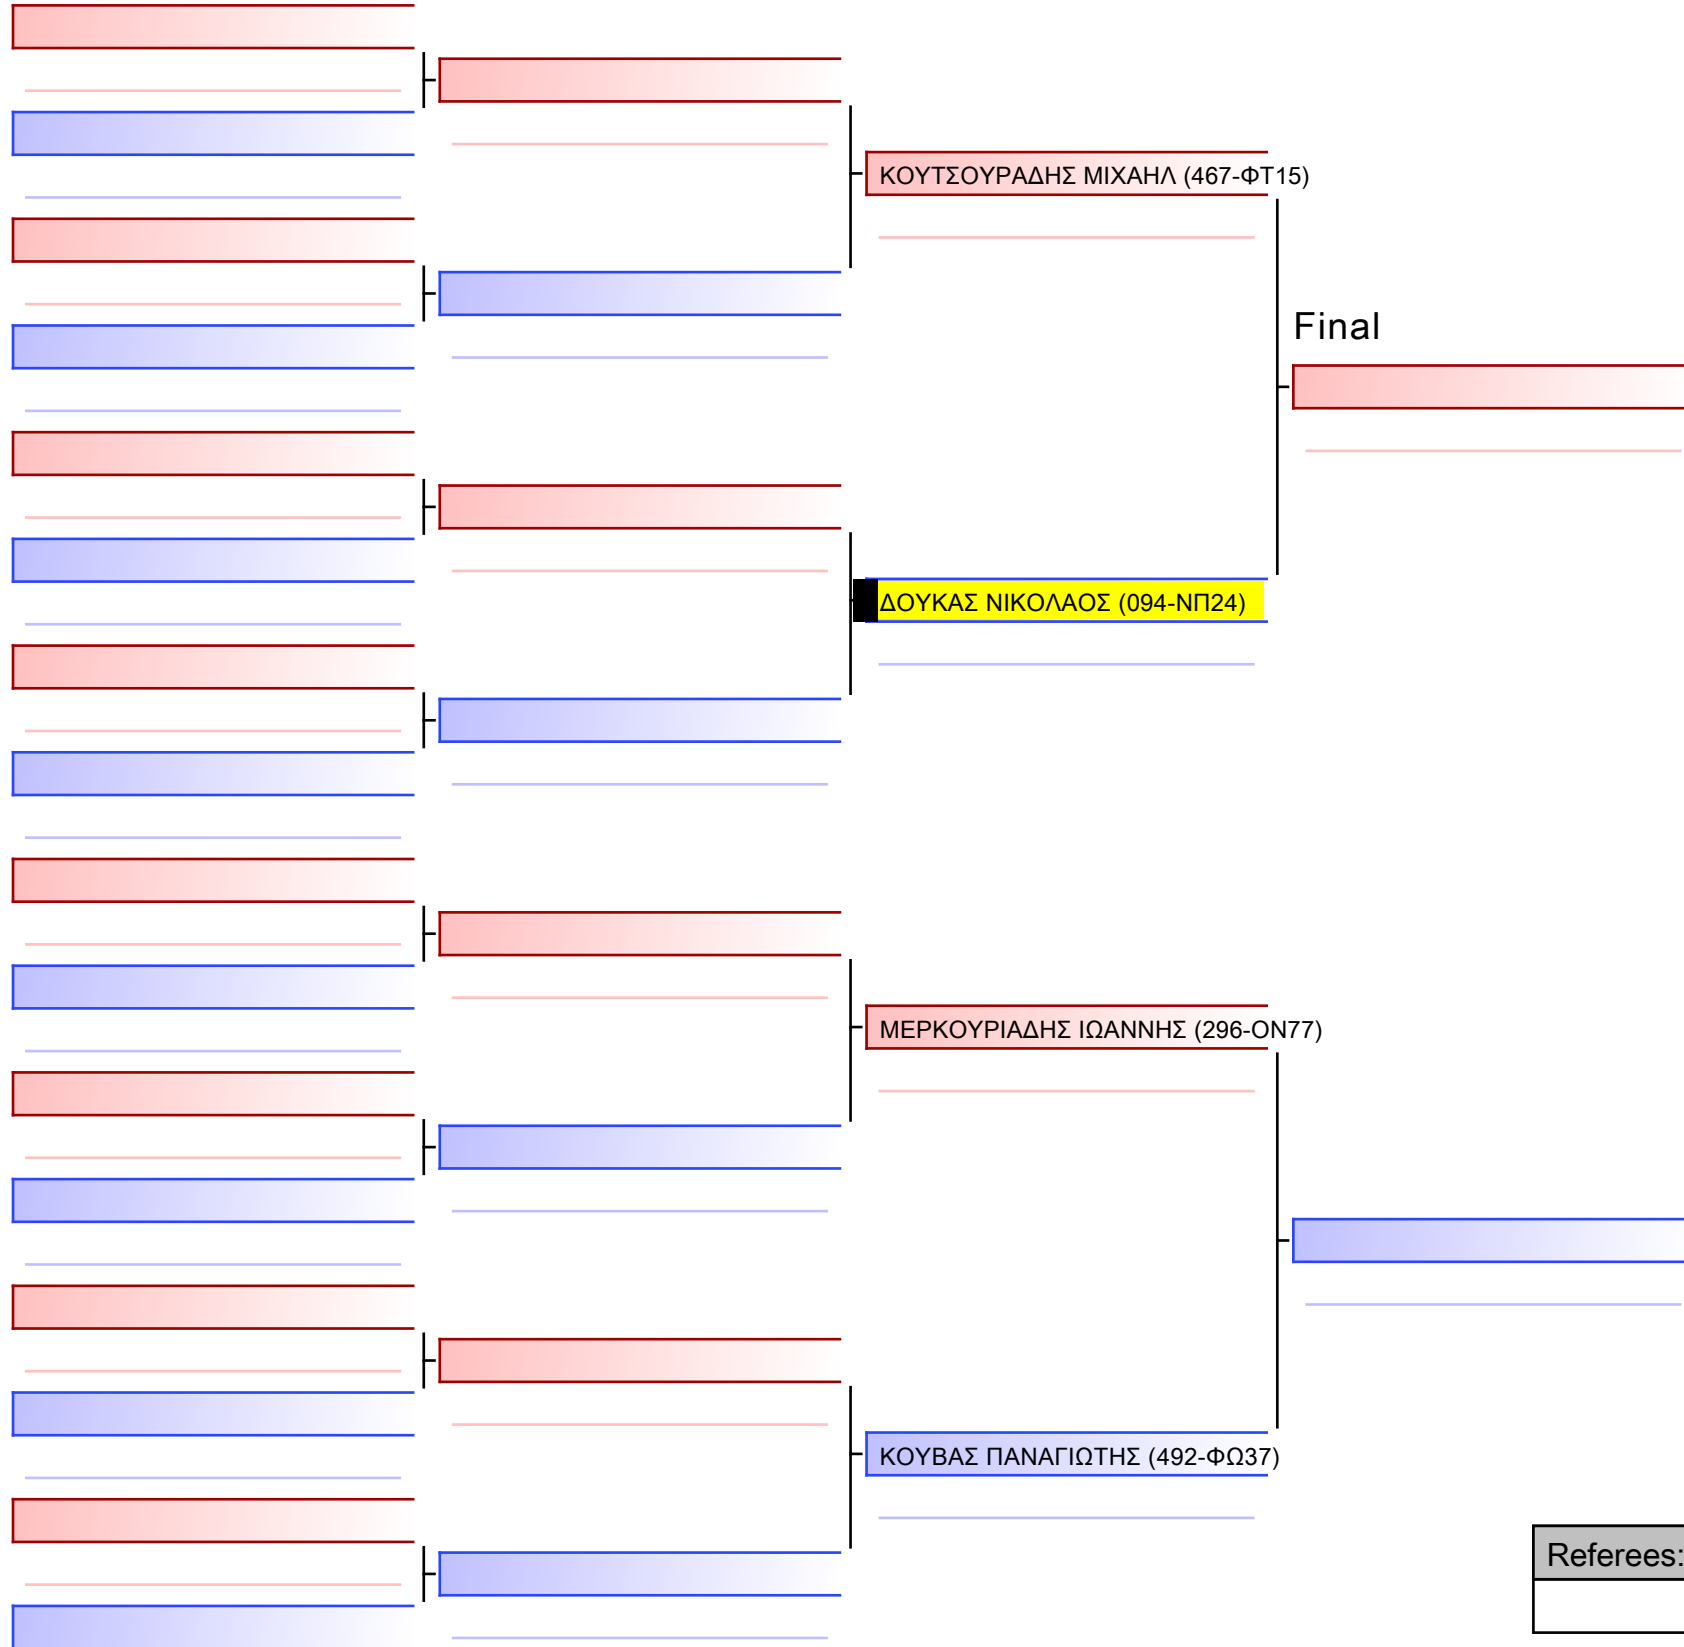 ΚΟΥΤΣΟΥΡΑΔΗΣ ΜΙΧΑΗΛ (467-ΦΤ15)
Final
ΔΟΥΚΑΣ ΝΙΚΟΛΑΟΣ (094-ΝΠ24)
ΜΕΡΚΟΥΡΙΑΔΗΣ ΙΩΑΝΝΗΣ (296-ΟΝ77)
ΚΟΥΒΑΣ ΠΑΝΑΓΙΩΤΗΣ (492-ΦΩ37)
Referees: